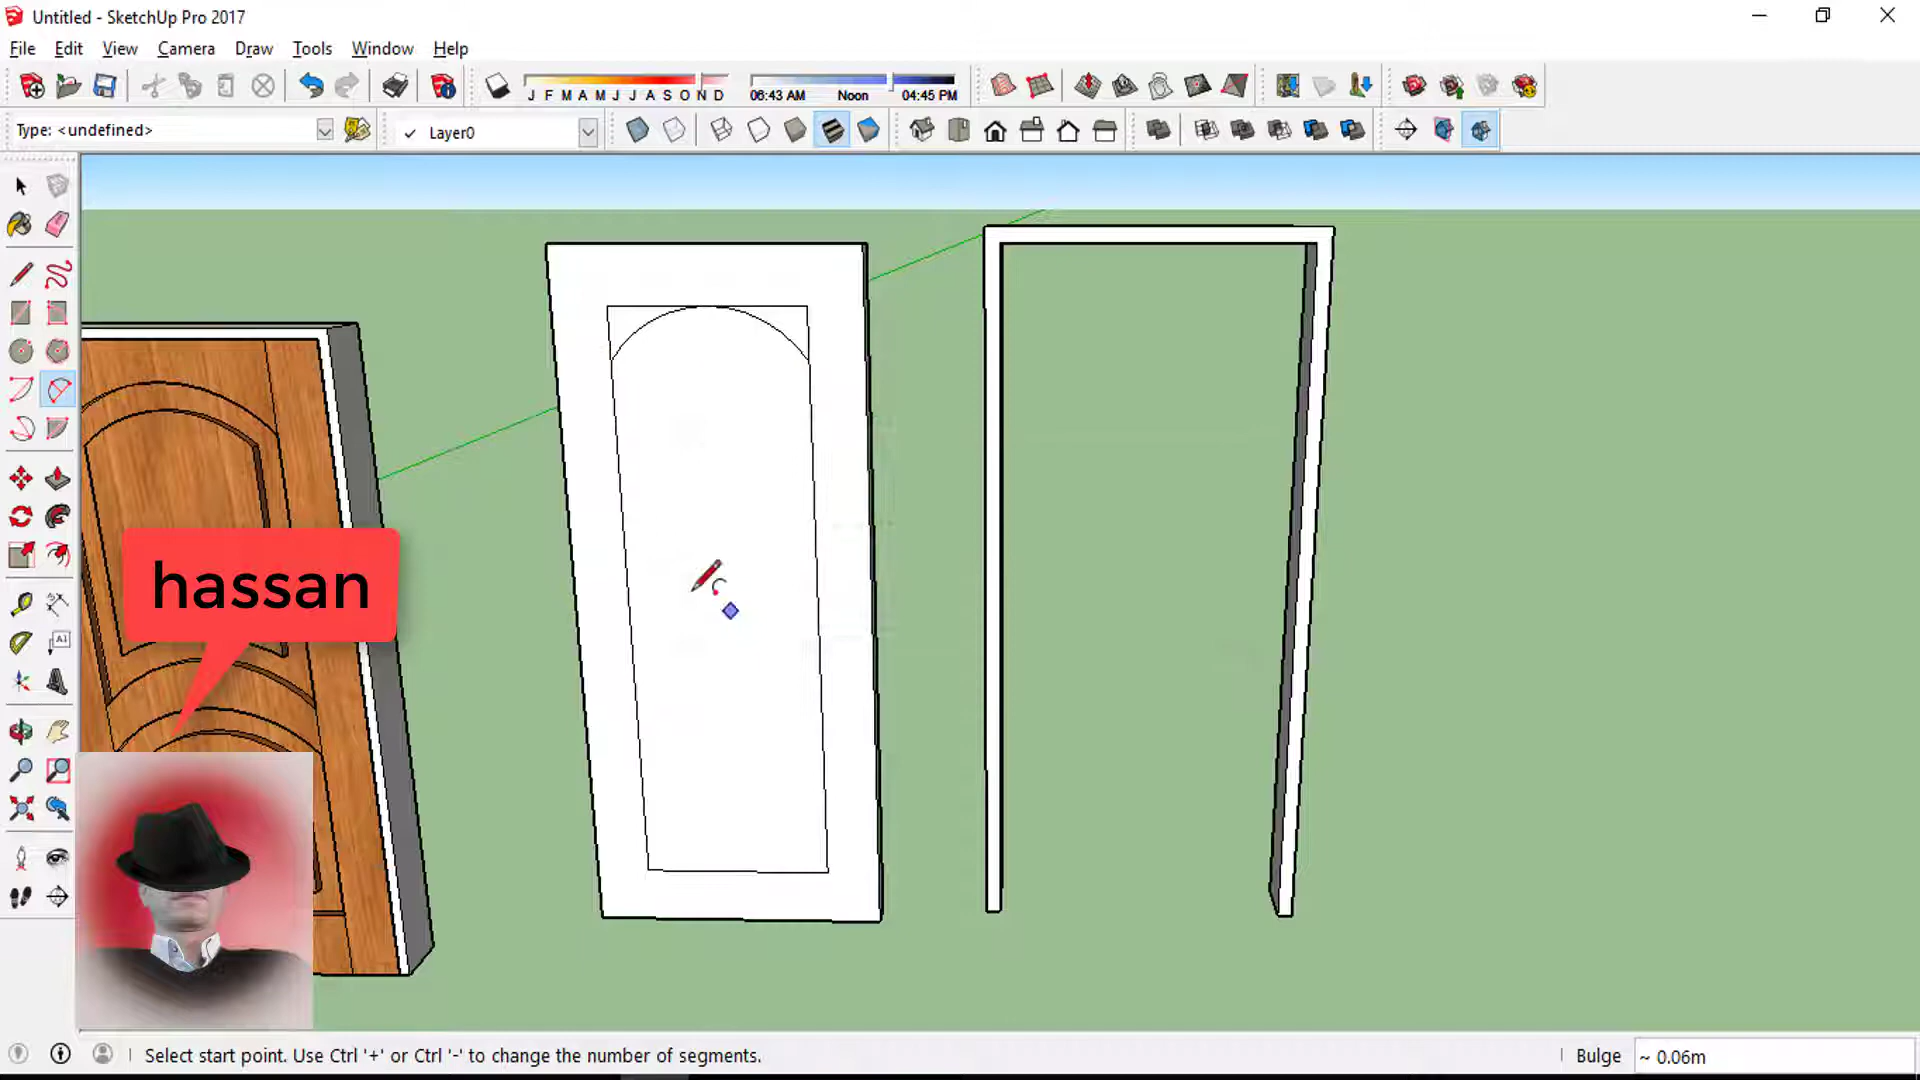 Untitled - SketchUp Pro 2017
File Edit View Camera Draw Tools Window Help
J F M A M J J A S O N D
06:43 AM Noon 04:45 PM
Type: <undefined>
Layer0
A1
hassan
Select start point. Use Ctrl '+' or Ctrl '-' to change the number of segments.
Bulge ~ 0.06m